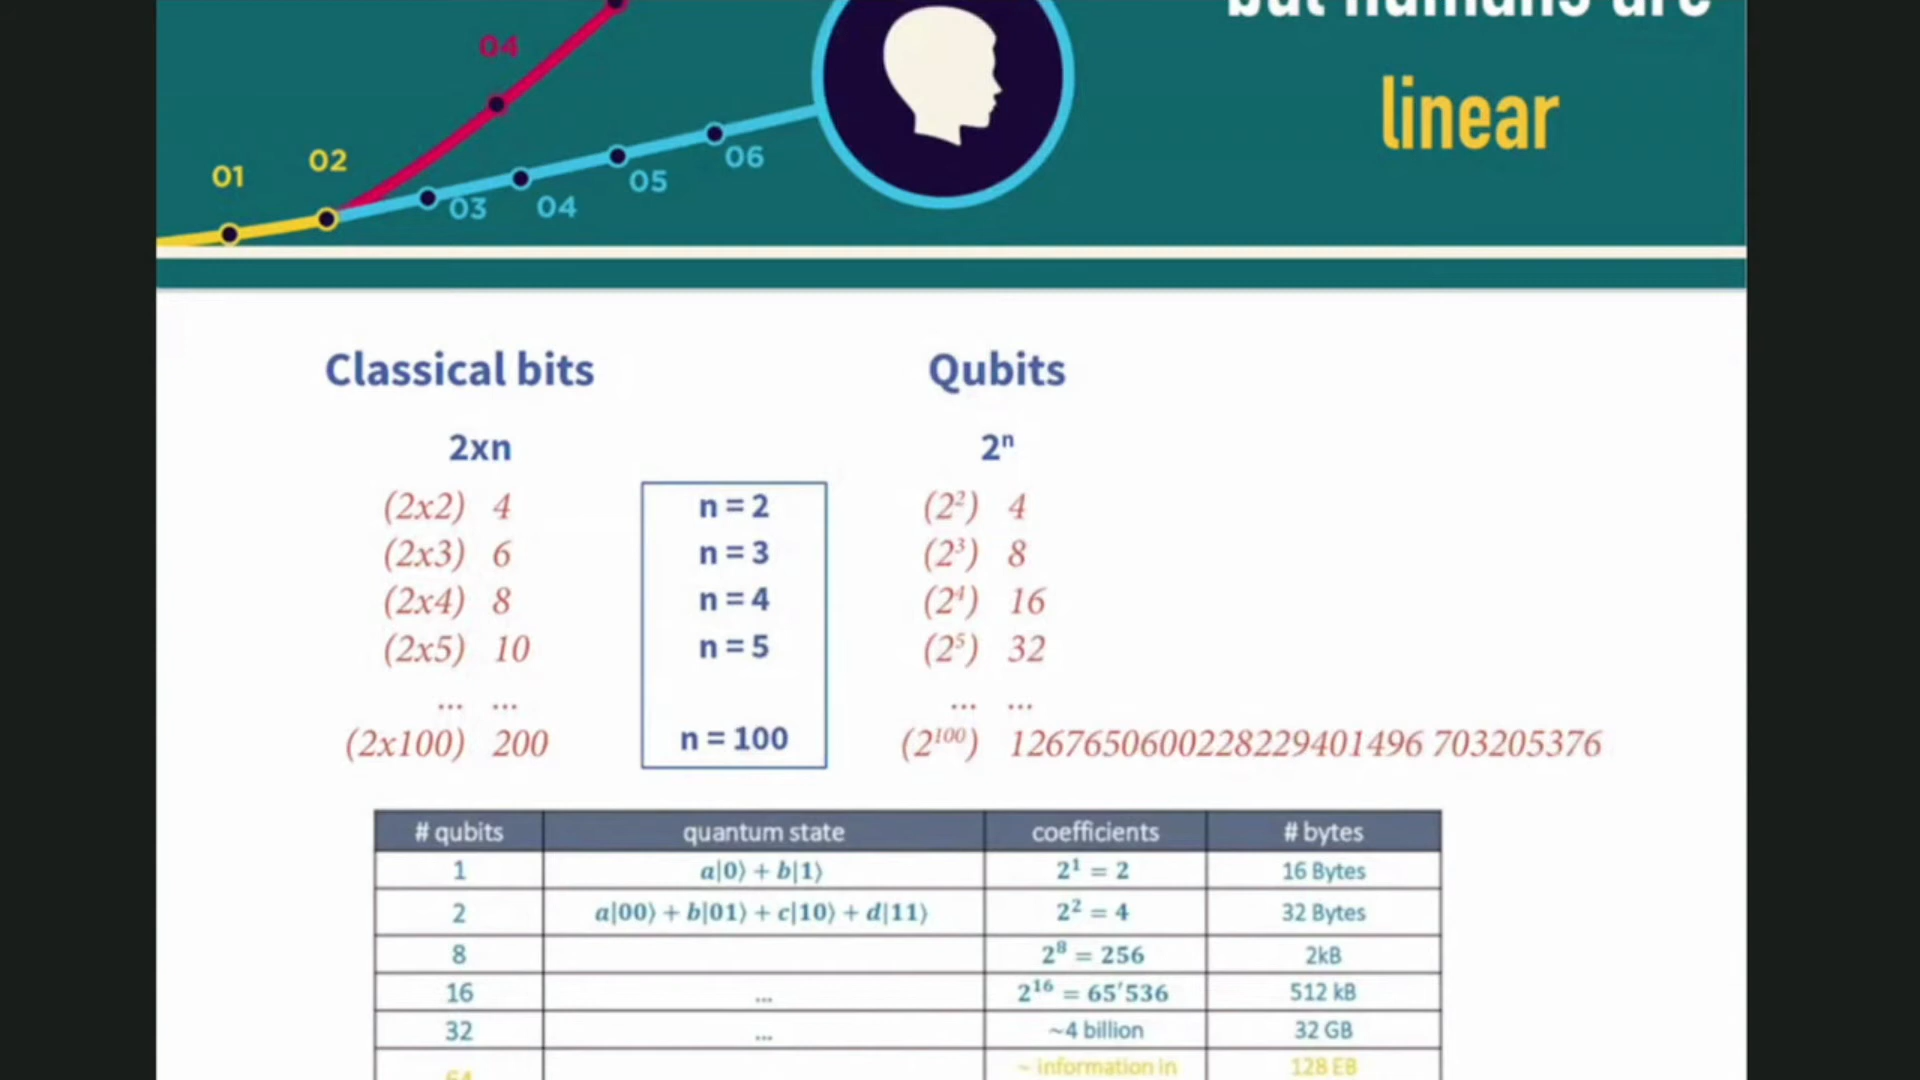 but humans are
linear
04
01
02
03
04
05
06
Classical bits
Qubits
2xn
2ⁿ
(2x2) 4
n = 2
(2²) 4
(2x3) 6
n = 3
(2³) 8
(2x4) 8
n = 4
(2⁴) 16
(2x5) 10
n = 5
(2⁵) 32
... ...
... ...
(2x100) 200
n = 100
(2¹⁰⁰) 1267650600228229401496 703205376
# qubits quantum state coefficients # bytes
1 a|0⟩ + b|1⟩ 2¹ = 2 16 Bytes
2 a|00⟩ + b|01⟩ + c|10⟩ + d|11⟩ 2² = 4 32 Bytes
8 2⁸ = 256 2kB
16 ... 2¹⁶ = 65'536 512 kB
32 ... ~4 billion 32 GB
64 ~ information in 128 EB